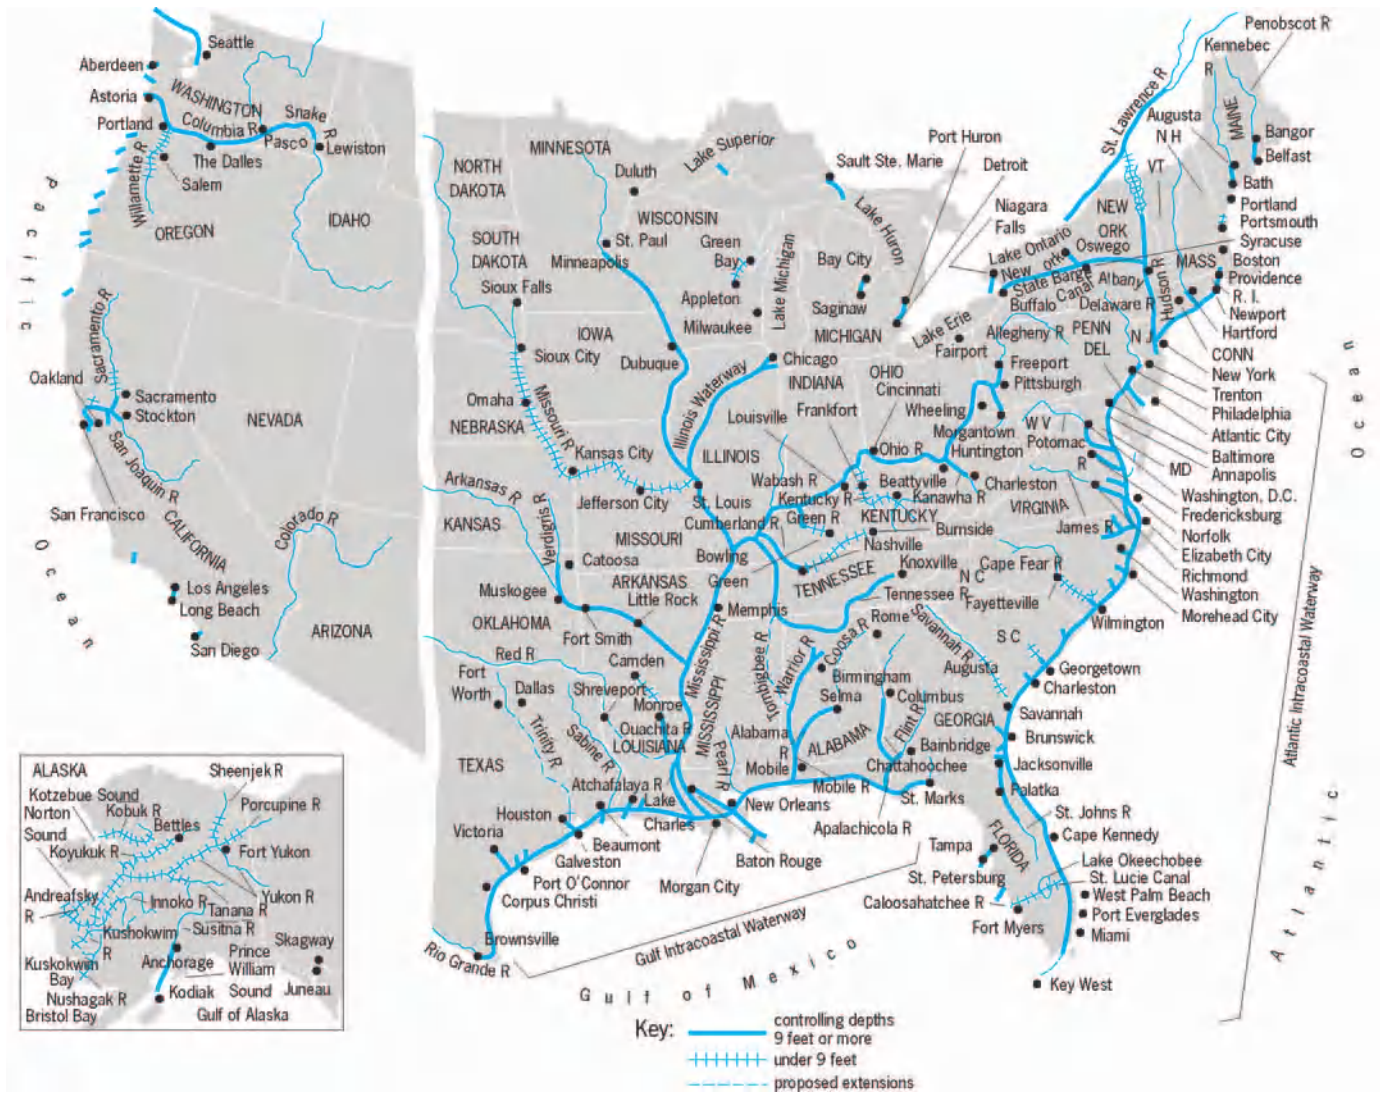 Seattle
Aberdeen
Astoria
WASHINGTON
Snake R
Portland
Columbia R
Pasco
Lewiston
The Dalles
Willamette R
Salem
OREGON
IDAHO
Pacific
Ocean
Sacramento R
Oakland
Sacramento
Stockton
NEVADA
San Joaquin R
San Francisco
CALIFORNIA
Colorado R
Los Angeles
Long Beach
San Diego
ARIZONA
NORTH
DAKOTA
MINNESOTA
Duluth
Lake Superior
Sault Ste. Marie
Port Huron
Detroit
Niagara
Falls
SOUTH
DAKOTA
WISCONSIN
St. Paul
Minneapolis
Green
Bay
Appleton
Milwaukee
Lake Michigan
Lake Huron
Bay City
Saginaw
MICHIGAN
Sioux Falls
IOWA
Sioux City
Dubuque
Chicago
Illinois Waterway
Lake Erie
Fairport
Lake Ontario
New
ork
State Barge
Canal
Buffalo
Oswego
NEW
ORK
Albany
St. Lawrence R
Penobscot R
Kennebec
R
MAINE
Augusta
N H
VT
Bangor
Belfast
Bath
Portland
Portsmouth
Syracuse
Boston
MASS
Providence
R. I.
Newport
Hartford
Hudson R
Delaware R
CONN
New York
Allegheny R
PENN
DEL
N J
Freeport
Pittsburgh
Trenton
Philadelphia
Atlantic City
Baltimore
Annapolis
MD
Washington, D.C.
Fredericksburg
Norfolk
Elizabeth City
Richmond
Washington
Morehead City
Omaha
Missouri R
NEBRASKA
Kansas City
Jefferson City
St. Louis
ILLINOIS
INDIANA
OHIO
Cincinnati
Louisville
Frankfort
Wheeling
Morgantown
W V
Potomac
R
Ohio R
Huntington
Wabash R
Kentucky R
Beattyville
Kanawha R
Charleston
VIRGINIA
James R
Arkansas R
KANSAS
Verdigris R
MISSOURI
Cumberland R
Green R
KENTUCKY
Burnside
Bowling
Green
Nashville
Catoosa
ARKANSAS
Little Rock
TENNESSEE
Knoxville
N C
Cape Fear R
Fayetteville
Muskogee
Memphis
Tennessee R
OKLAHOMA
Fort Smith
Rome
Wilmington
Red R
Camden
Mississippi R
MISSISSIPPI
Tombigbee R
Warrior R
Coosa R
Savannah R
S C
Augusta
Georgetown
Charleston
Fort
Worth
Dallas
Shreveport
Monroe
Ouachita R
Birmingham
Selma
Columbus
Flint R
GEORGIA
Savannah
Brunswick
Trinity R
Sabine R
LOUISIANA
Pearl R
Alabama
R
ALABAMA
Bainbridge
Chattahoochee
Jacksonville
TEXAS
Atchafalaya R
Lake
Charles
Mobile
Mobile R
St. Marks
Palatka
Houston
New Orleans
Apalachicola R
St. Johns R
Cape Kennedy
Victoria
Beaumont
Galveston
Baton Rouge
Tampa
FLORIDA
Lake Okeechobee
St. Lucie Canal
Port O'Connor
Morgan City
St. Petersburg
West Palm Beach
Corpus Christi
Caloosahatchee R
Port Everglades
Fort Myers
Miami
Brownsville
Rio Grande R
Gulf Intracoastal Waterway
Gulf of Mexico
Key West
Atlantic Intracoastal Waterway
Atlantic
Ocean
ALASKA
Sheenjek R
Kotzebue Sound
Kobuk R
Porcupine R
Norton
Sound
Bettles
Koyukuk R
Fort Yukon
Andreafsky
R
Innoko R
Tanana R
Yukon R
Kushokwim
R
Susitna R
Skagway
Kuskokwim
Bay
Anchorage
Prince
William
Sound
Juneau
Nushagak R
Kodiak
Bristol Bay
Gulf of Alaska
Key:
controlling depths
9 feet or more
under 9 feet
proposed extensions